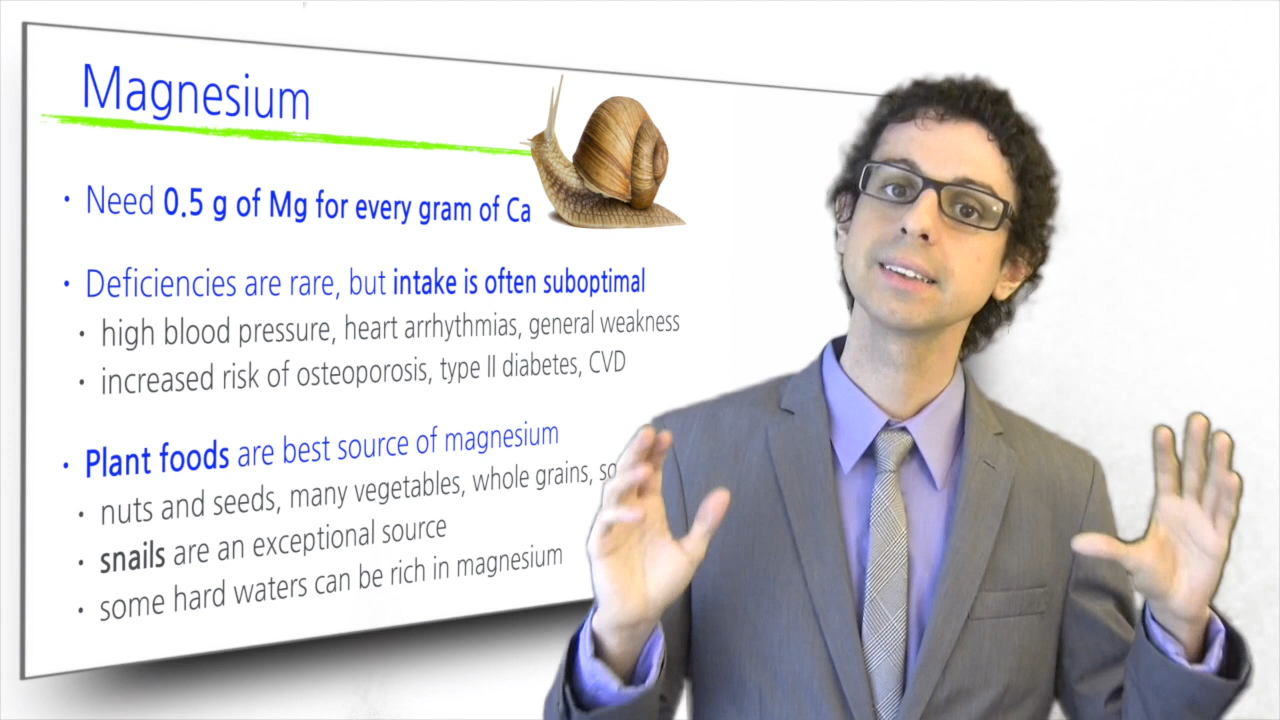 Magnesium
• Need 0.5 g of Mg for every gram of Ca
• Deficiencies are rare, but intake is often suboptimal
• high blood pressure, heart arrhythmias, general weakness
• increased risk of osteoporosis, type II diabetes, CVD
• Plant foods are best source of magnesium
• nuts and seeds, many vegetables, whole grains,
• snails are an exceptional source
• some hard waters can be rich in magnesium